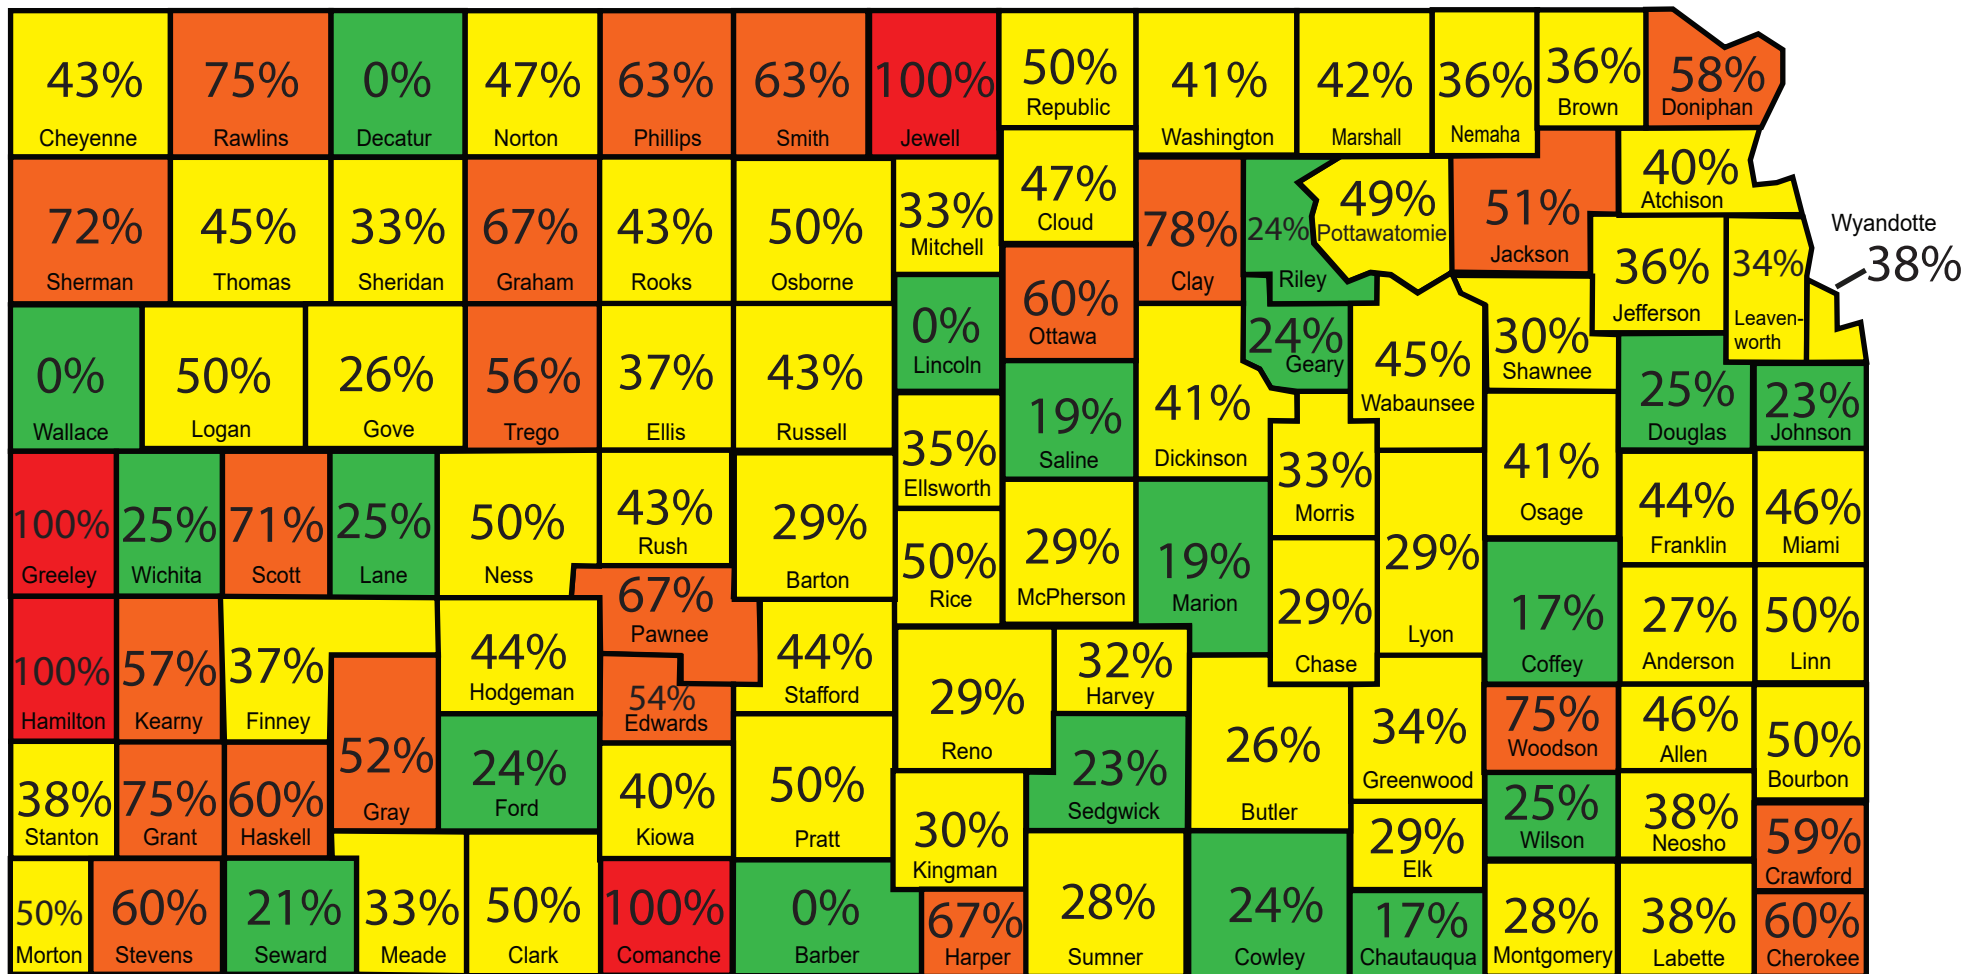 43%
Cheyenne
75%
Rawlins
0%
Decatur
47%
Norton
63%
Phillips
63%
Smith
100%
Jewell
50%
Republic
41%
Washington
42%
Marshall
36%
Nemaha
36%
Brown
58%
Doniphan
72%
Sherman
45%
Thomas
33%
Sheridan
67%
Graham
43%
Rooks
50%
Osborne
33%
Mitchell
47%
Cloud
78%
Clay
24%
Riley
49%
Pottawatomie
51%
Jackson
40%
Atchison
36%
Jefferson
34%
Leaven-
worth
Wyandotte
38%
0%
Wallace
50%
Logan
26%
Gove
56%
Trego
37%
Ellis
43%
Russell
0%
Lincoln
60%
Ottawa
19%
Saline
41%
Dickinson
24%
Geary
45%
Wabaunsee
30%
Shawnee
25%
Douglas
23%
Johnson
100%
Greeley
25%
Wichita
71%
Scott
25%
Lane
50%
Ness
43%
Rush
29%
Barton
35%
Ellsworth
50%
Rice
29%
McPherson
19%
Marion
33%
Morris
29%
Chase
29%
Lyon
41%
Osage
44%
Franklin
46%
Miami
100%
Hamilton
57%
Kearny
37%
Finney
52%
Gray
44%
Hodgeman
67%
Pawnee
54%
Edwards
44%
Stafford
29%
Reno
32%
Harvey
26%
Butler
34%
Greenwood
17%
Coffey
27%
Anderson
50%
Linn
38%
Stanton
75%
Grant
60%
Haskell
24%
Ford
40%
Kiowa
50%
Pratt
30%
Kingman
23%
Sedgwick
29%
Elk
75%
Woodson
46%
Allen
50%
Bourbon
25%
Wilson
38%
Neosho
59%
Crawford
50%
Morton
60%
Stevens
21%
Seward
33%
Meade
50%
Clark
100%
Comanche
0%
Barber
67%
Harper
28%
Sumner
24%
Cowley
17%
Chautauqua
28%
Montgomery
38%
Labette
60%
Cherokee